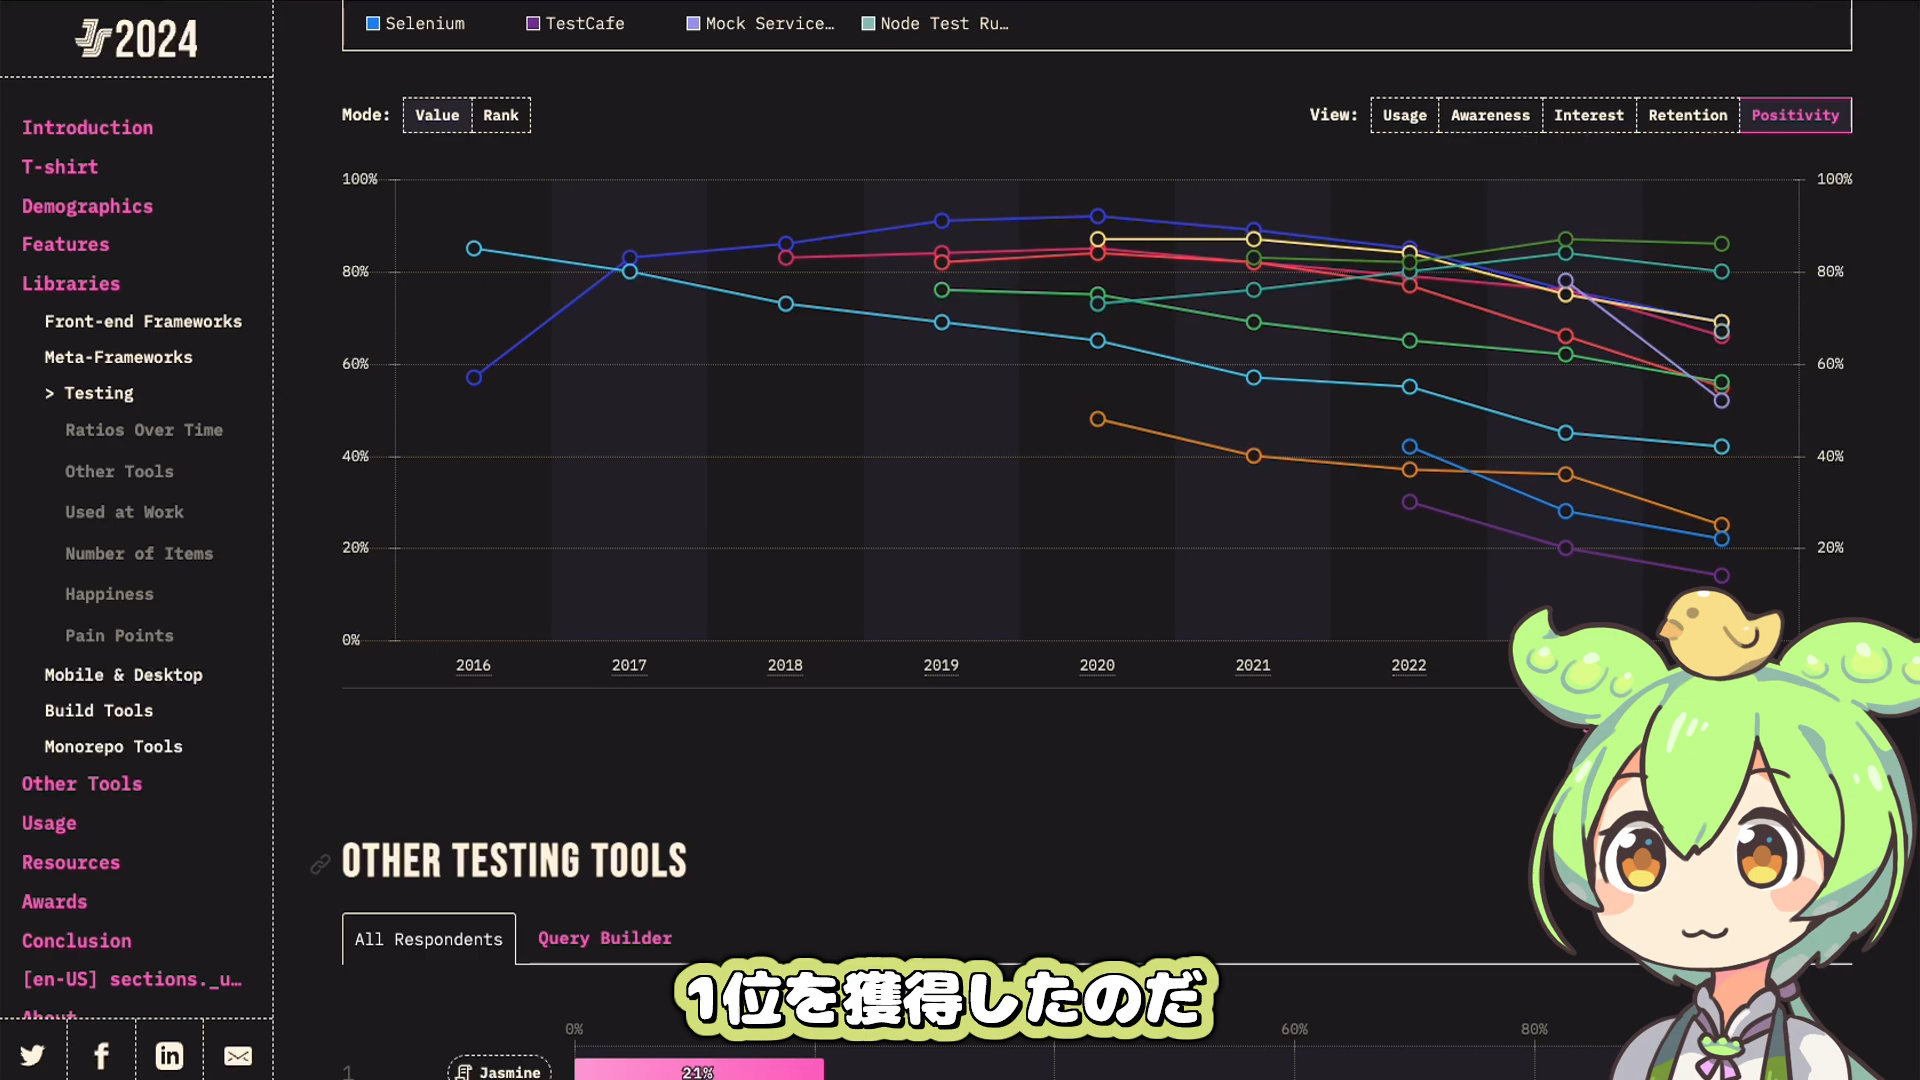 JS 2024
Introduction
T-shirt
Demographics
Features
Libraries
Front-end Frameworks
Meta-Frameworks
> Testing
Ratios Over Time
Other Tools
Used at Work
Number of Items
Happiness
Pain Points
Mobile & Desktop
Build Tools
Monorepo Tools
Other Tools
Usage
Resources
Awards
Conclusion
[en-US] sections._u…
About
Selenium TestCafe Mock Service… Node Test Ru…
Mode: Value Rank
View: Usage Awareness Interest Retention Positivity
100% 100%
80% 80%
60% 60%
40% 40%
20% 20%
0%
2016 2017 2018 2019 2020 2021 2022
OTHER TESTING TOOLS
All Respondents Query Builder
1位を獲得したのだ
0% 60% 80%
1 Jasmine 21%